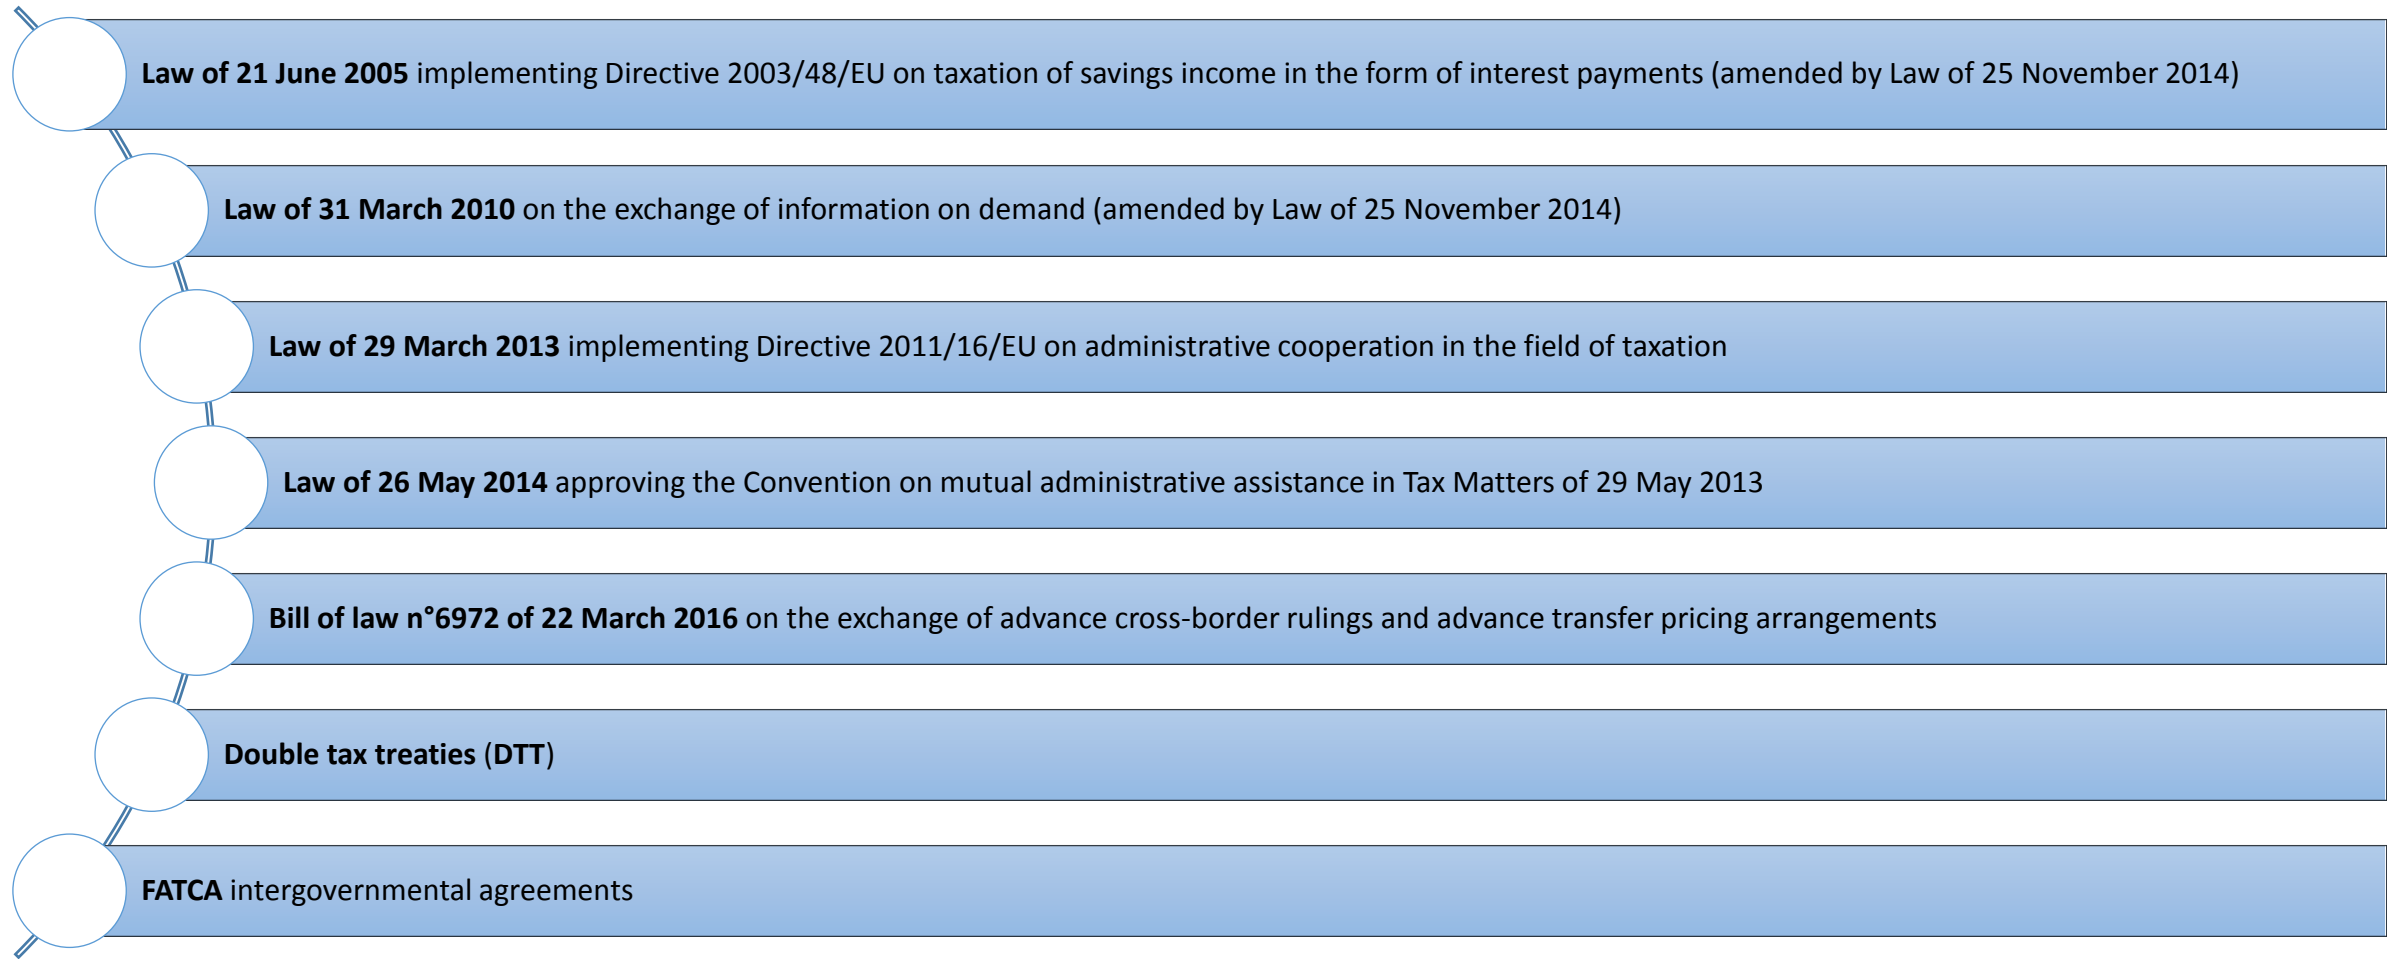 Law of 21 June 2005 implementing Directive 2003/48/EU on taxation of savings income in the form of interest payments (amended by Law of 25 November 2014)
Law of 31 March 2010 on the exchange of information on demand (amended by Law of 25 November 2014)
Law of 29 March 2013 implementing Directive 2011/16/EU on administrative cooperation in the field of taxation
Law of 26 May 2014 approving the Convention on mutual administrative assistance in Tax Matters of 29 May 2013
Bill of law n°6972 of 22 March 2016 on the exchange of advance cross-border rulings and advance transfer pricing arrangements
Double tax treaties (DTT)
FATCA intergovernmental agreements